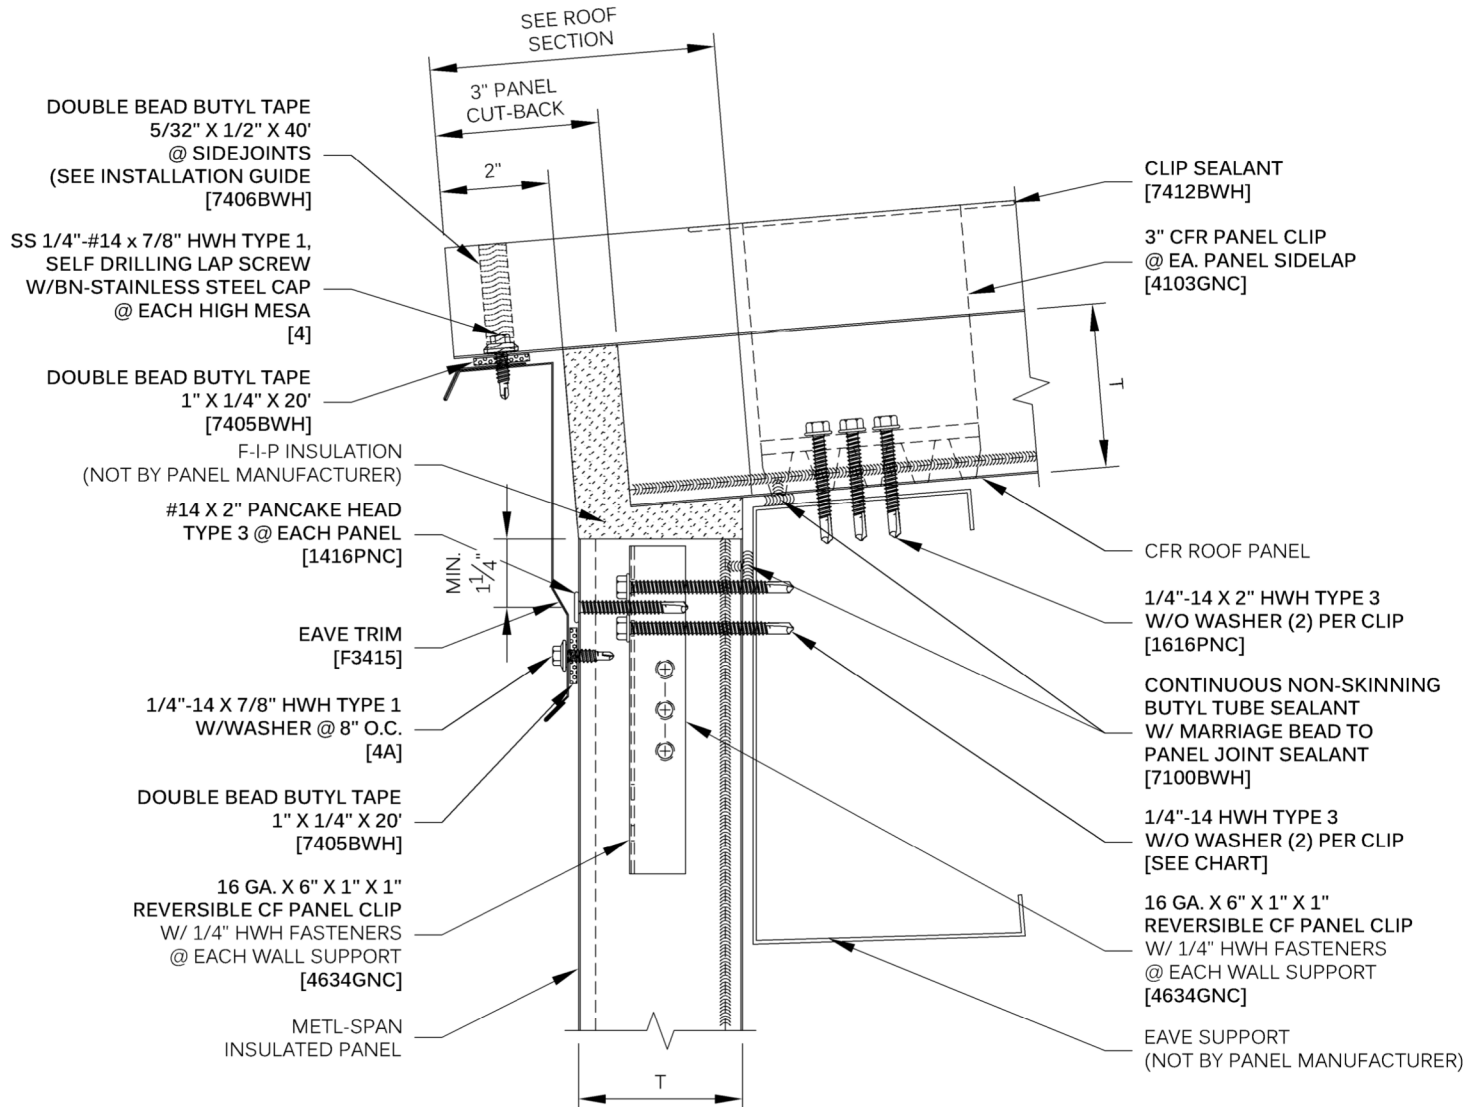 SEE ROOF
SECTION
3" PANEL
CUT-BACK
2"
DOUBLE BEAD BUTYL TAPE
5/32" X 1/2" X 40'
@ SIDEJOINTS
(SEE INSTALLATION GUIDE
[7406BWH]
SS 1/4"-#14 x 7/8" HWH TYPE 1,
SELF DRILLING LAP SCREW
W/BN-STAINLESS STEEL CAP
@ EACH HIGH MESA
[4]
DOUBLE BEAD BUTYL TAPE
1" X 1/4" X 20'
[7405BWH]
F-I-P INSULATION
(NOT BY PANEL MANUFACTURER)
#14 X 2" PANCAKE HEAD
TYPE 3 @ EACH PANEL
[1416PNC]
MIN.
1 1/4"
EAVE TRIM
[F3415]
1/4"-14 X 7/8" HWH TYPE 1
W/WASHER @ 8" O.C.
[4A]
DOUBLE BEAD BUTYL TAPE
1" X 1/4" X 20'
[7405BWH]
16 GA. X 6" X 1" X 1"
REVERSIBLE CF PANEL CLIP
W/ 1/4" HWH FASTENERS
@ EACH WALL SUPPORT
[4634GNC]
METL-SPAN
INSULATED PANEL
T
CLIP SEALANT
[7412BWH]
3" CFR PANEL CLIP
@ EA. PANEL SIDELAP
[4103GNC]
T
CFR ROOF PANEL
1/4"-14 X 2" HWH TYPE 3
W/O WASHER (2) PER CLIP
[1616PNC]
CONTINUOUS NON-SKINNING
BUTYL TUBE SEALANT
W/ MARRIAGE BEAD TO
PANEL JOINT SEALANT
[7100BWH]
1/4"-14 HWH TYPE 3
W/O WASHER (2) PER CLIP
[SEE CHART]
16 GA. X 6" X 1" X 1"
REVERSIBLE CF PANEL CLIP
W/ 1/4" HWH FASTENERS
@ EACH WALL SUPPORT
[4634GNC]
EAVE SUPPORT
(NOT BY PANEL MANUFACTURER)